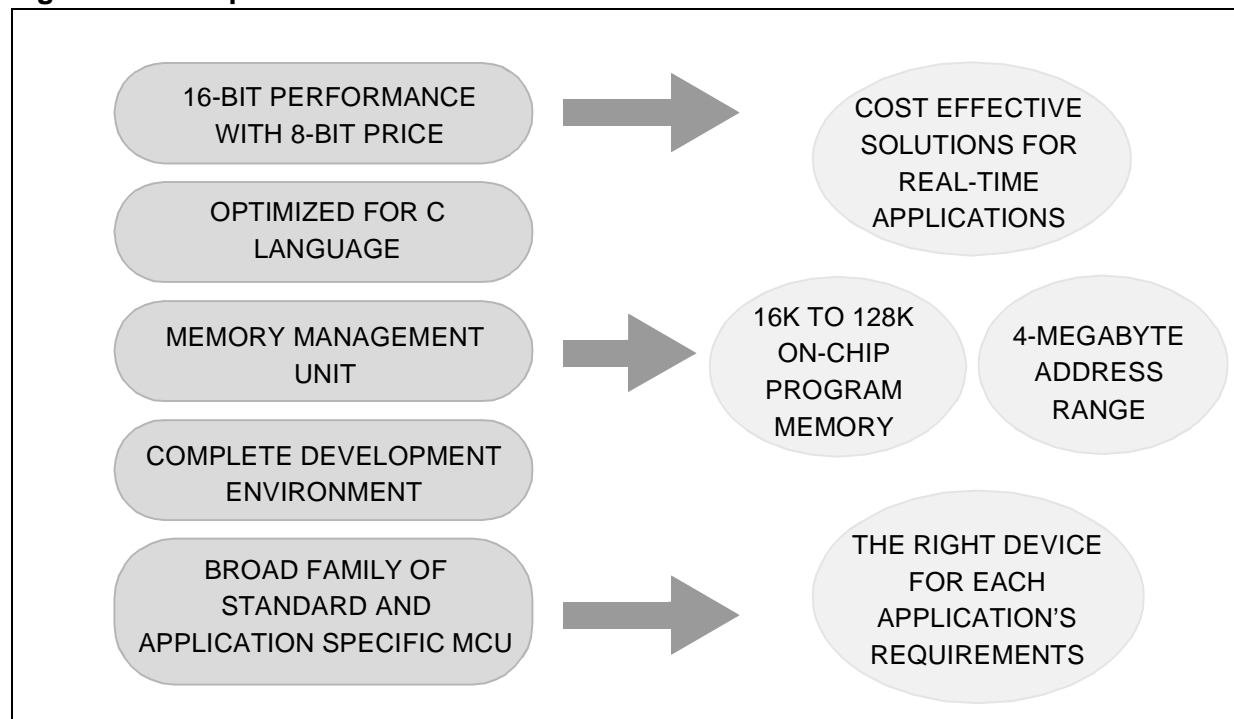 16-BIT PERFORMANCE
WITH 8-BIT PRICE
OPTIMIZED FOR C
LANGUAGE
MEMORY MANAGEMENT
UNIT
COMPLETE DEVELOPMENT
ENVIRONMENT
BROAD FAMILY OF
STANDARD AND
APPLICATION SPECIFIC MCU
COST EFFECTIVE
SOLUTIONS FOR
REAL-TIME
APPLICATIONS
16K TO 128K
ON-CHIP
PROGRAM
MEMORY
4-MEGABYTE
ADDRESS
RANGE
THE RIGHT DEVICE
FOR EACH
APPLICATION’S
REQUIREMENTS